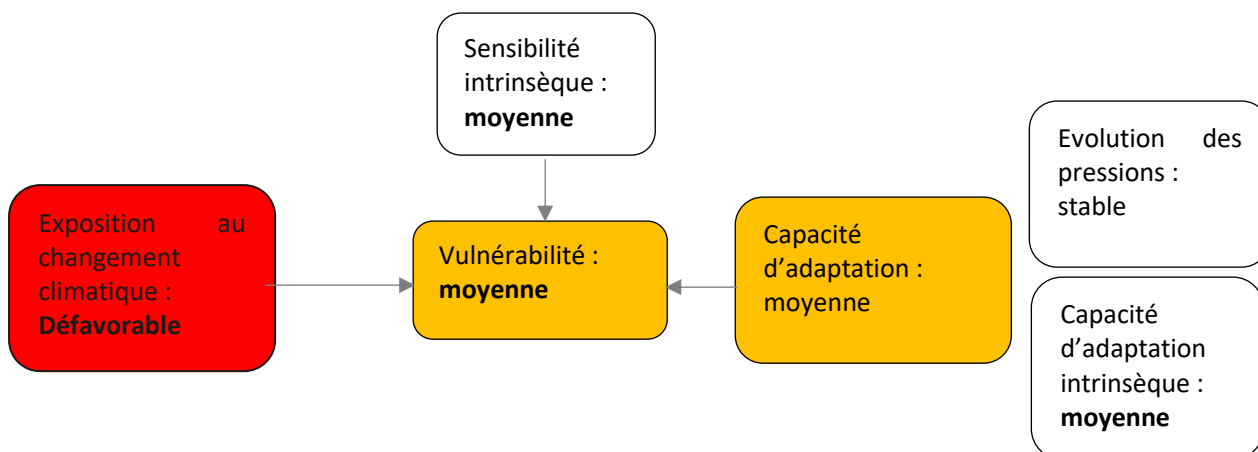 Sensibilité
intrinsèque :
moyenne
Exposition au
changement
climatique :
Défavorable
Vulnérabilité :
moyenne
Capacité
d’adaptation :
moyenne
Evolution des
pressions :
stable
Capacité
d’adaptation
intrinsèque :
moyenne